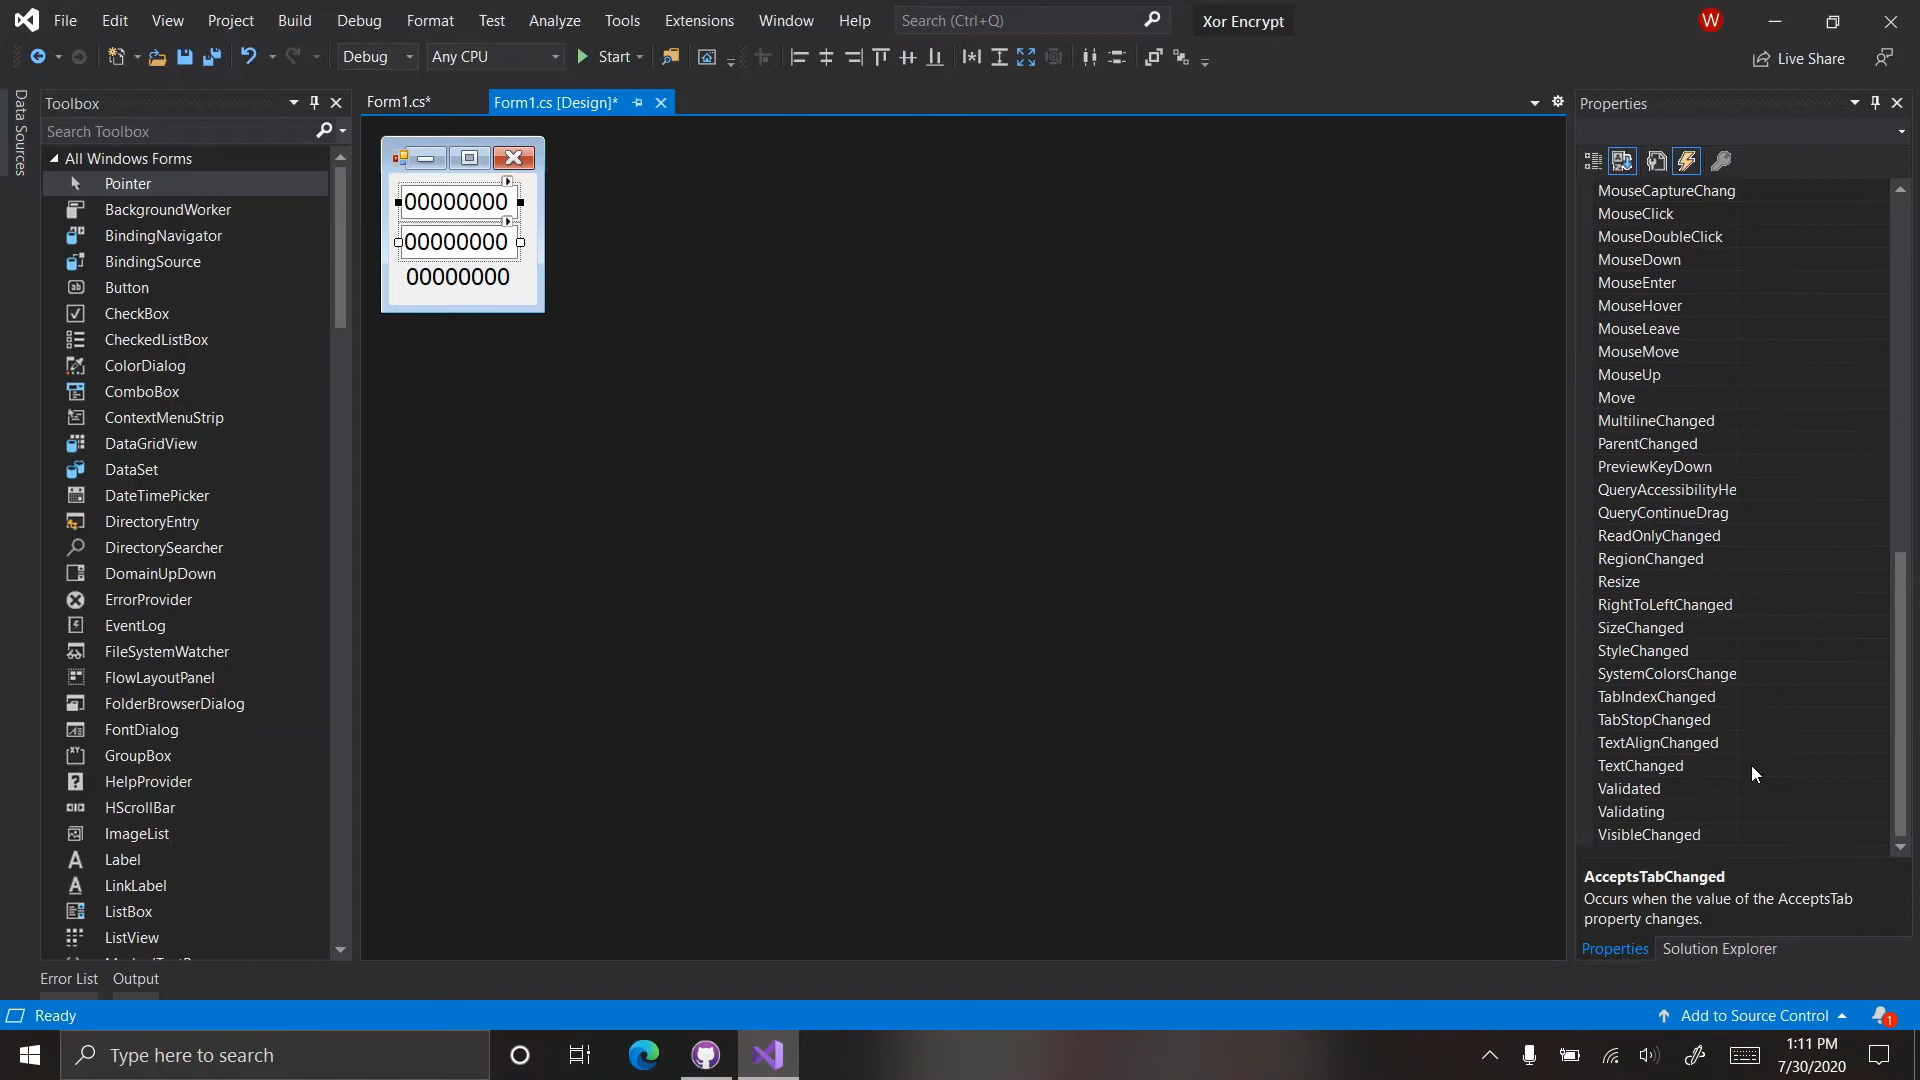 File Edit View Project Build Debug Format Test Analyze Tools Extensions Window Help Search (Ctrl+Q) Xor Encrypt W
Debug Any CPU Start Live Share
Data Sources
Toolbox
Search Toolbox
All Windows Forms
Pointer
BackgroundWorker
BindingNavigator
BindingSource
Button
CheckBox
CheckedListBox
ColorDialog
ComboBox
ContextMenuStrip
DataGridView
DataSet
DateTimePicker
DirectoryEntry
DirectorySearcher
DomainUpDown
ErrorProvider
EventLog
FileSystemWatcher
FlowLayoutPanel
FolderBrowserDialog
FontDialog
GroupBox
HelpProvider
HScrollBar
ImageList
Label
LinkLabel
ListBox
ListView
Form1.cs* Form1.cs [Design]*
00000000
00000000
00000000
Properties
MouseCaptureChang
MouseClick
MouseDoubleClick
MouseDown
MouseEnter
MouseHover
MouseLeave
MouseMove
MouseUp
Move
MultilineChanged
ParentChanged
PreviewKeyDown
QueryAccessibilityHe
QueryContinueDrag
ReadOnlyChanged
RegionChanged
Resize
RightToLeftChanged
SizeChanged
StyleChanged
SystemColorsChange
TabIndexChanged
TabStopChanged
TextAlignChanged
TextChanged
Validated
Validating
VisibleChanged
AcceptsTabChanged
Occurs when the value of the AcceptsTab
property changes.
Properties Solution Explorer
Error List Output
Ready Add to Source Control 1
Type here to search
1:11 PM
7/30/2020